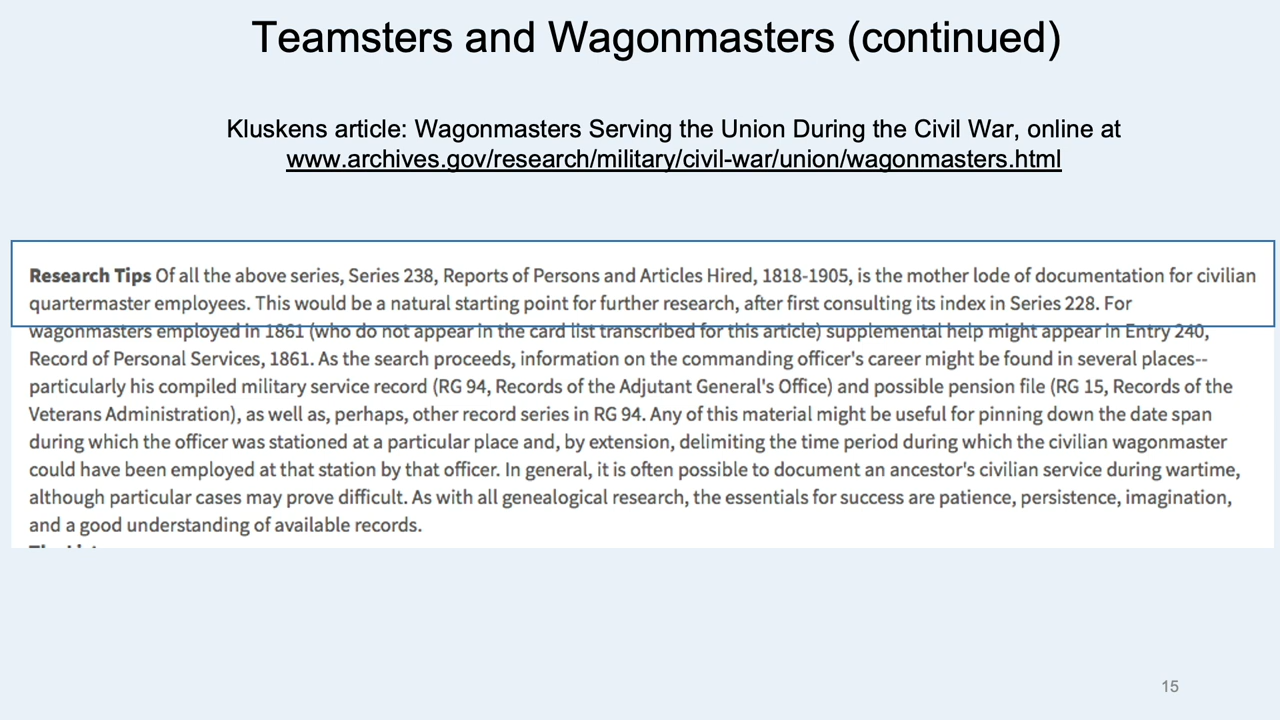 Teamsters and Wagonmasters (continued)
Kluskens article: Wagonmasters Serving the Union During the Civil War, online at
www.archives.gov/research/military/civil-war/union/wagonmasters.html
Research Tips Of all the above series, Series 238, Reports of Persons and Articles Hired, 1818-1905, is the mother lode of documentation for civilian
quartermaster employees. This would be a natural starting point for further research, after first consulting its index in Series 228. For
wagonmasters employed in 1861 (who do not appear in the card list transcribed for this article) supplemental help might appear in Entry 240,
Record of Personal Services, 1861. As the search proceeds, information on the commanding officer's career might be found in several places--
particularly his compiled military service record (RG 94, Records of the Adjutant General's Office) and possible pension file (RG 15, Records of the
Veterans Administration), as well as, perhaps, other record series in RG 94. Any of this material might be useful for pinning down the date span
during which the officer was stationed at a particular place and, by extension, delimiting the time period during which the civilian wagonmaster
could have been employed at that station by that officer. In general, it is often possible to document an ancestor's civilian service during wartime,
although particular cases may prove difficult. As with all genealogical research, the essentials for success are patience, persistence, imagination,
and a good understanding of available records.
15